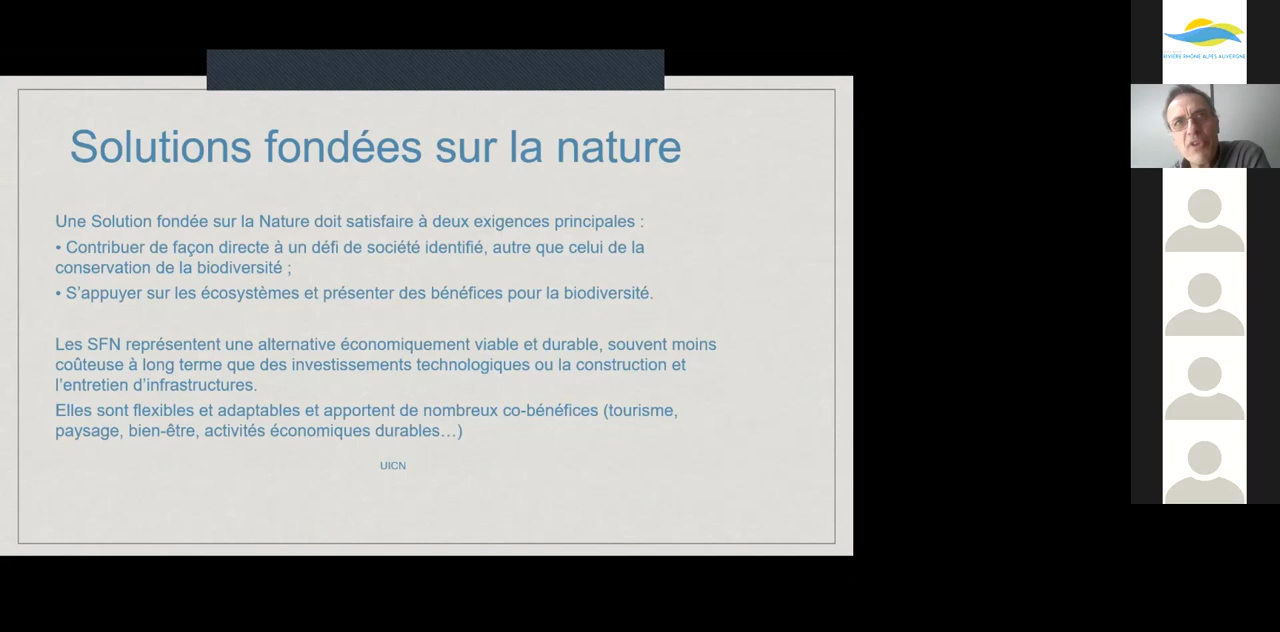 Solutions fondées sur la nature
Une Solution fondée sur la Nature doit satisfaire à deux exigences principales :
• Contribuer de façon directe à un défi de société identifié, autre que celui de la
conservation de la biodiversité ;
• S’appuyer sur les écosystèmes et présenter des bénéfices pour la biodiversité.
Les SFN représentent une alternative économiquement viable et durable, souvent moins
coûteuse à long terme que des investissements technologiques ou la construction et
l’entretien d’infrastructures.
Elles sont flexibles et adaptables et apportent de nombreux co-bénéfices (tourisme,
paysage, bien-être, activités économiques durables…)
UICN
RIVIÈRE RHÔNE ALPES AUVERGNE